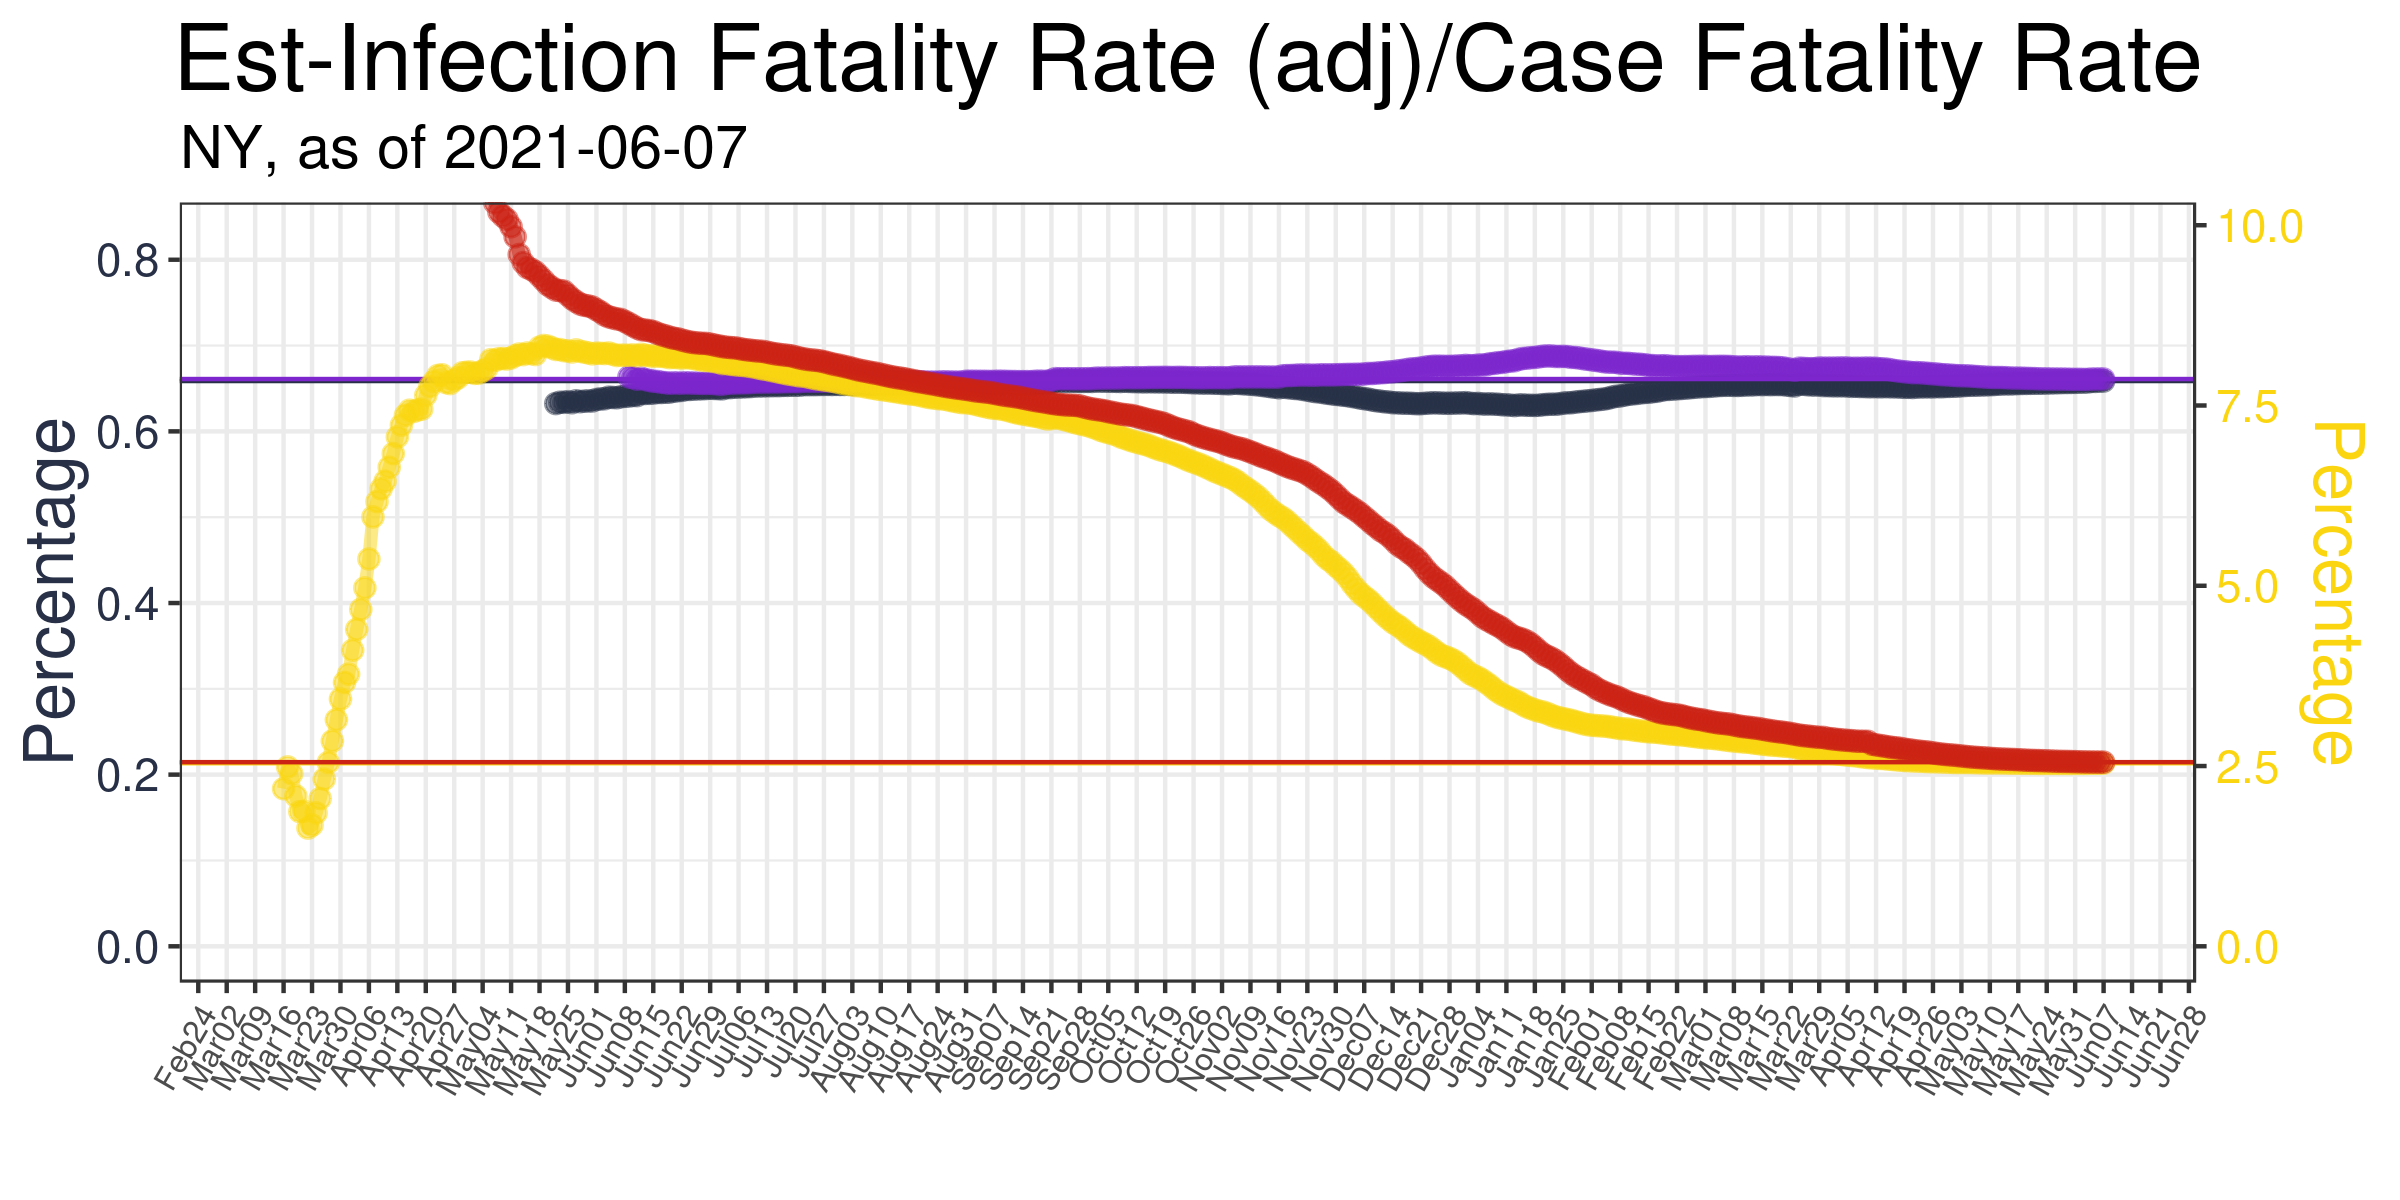 Est-Infection Fatality Rate (adj)/Case Fatality Rate
NY, as of 2021-06-07
Percentage
0.8
0.6
0.4
0.2
0.0
10.0
7.5
5.0
2.5
0.0
Percentage
Feb24
Mar02
Mar09
Mar16
Mar23
Mar30
Apr06
Apr13
Apr20
Apr27
May04
May11
May18
May25
Jun01
Jun08
Jun15
Jun22
Jun29
Jul06
Jul13
Jul20
Jul27
Aug03
Aug10
Aug17
Aug24
Aug31
Sep07
Sep14
Sep21
Sep28
Oct05
Oct12
Oct19
Oct26
Nov02
Nov09
Nov16
Nov23
Nov30
Dec07
Dec14
Dec21
Dec28
Dec04
Jan11
Jan18
Jan25
Feb01
Feb08
Feb15
Feb22
Mar01
Mar08
Mar15
Mar22
Mar29
Apr05
Apr12
Apr19
Apr26
May03
May10
May17
May24
May31
Jun07
Jun14
Jun21
Jun28